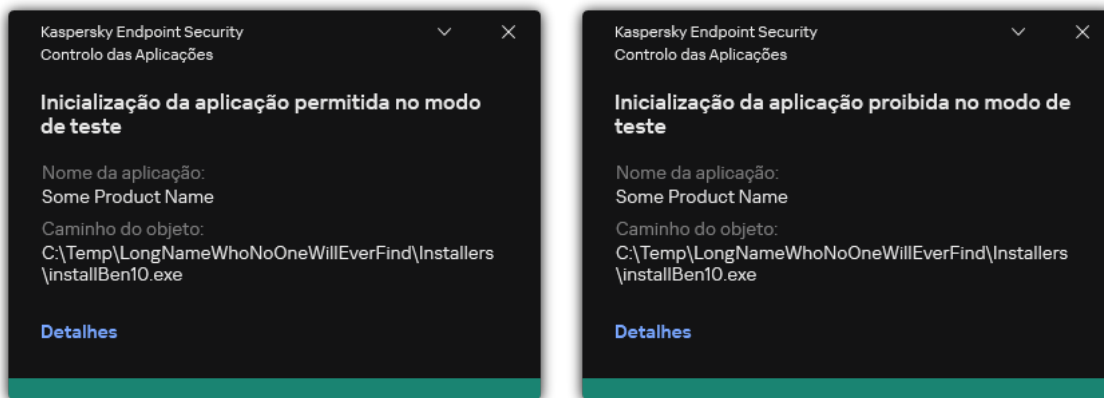 Kaspersky Endpoint Security
Controlo das Aplicações
Inicialização da aplicação permitida no modo
de teste
Nome da aplicação:
Some Product Name
Caminho do objeto:
C:\Temp\LongNameWhoNoOneWillEverFind\Installers
\installBen10.exe
Detalhes
Kaspersky Endpoint Security
Controlo das Aplicações
Inicialização da aplicação proibida no modo de
teste
Nome da aplicação:
Some Product Name
Caminho do objeto:
C:\Temp\LongNameWhoNoOneWillEverFind\Installers
\installBen10.exe
Detalhes